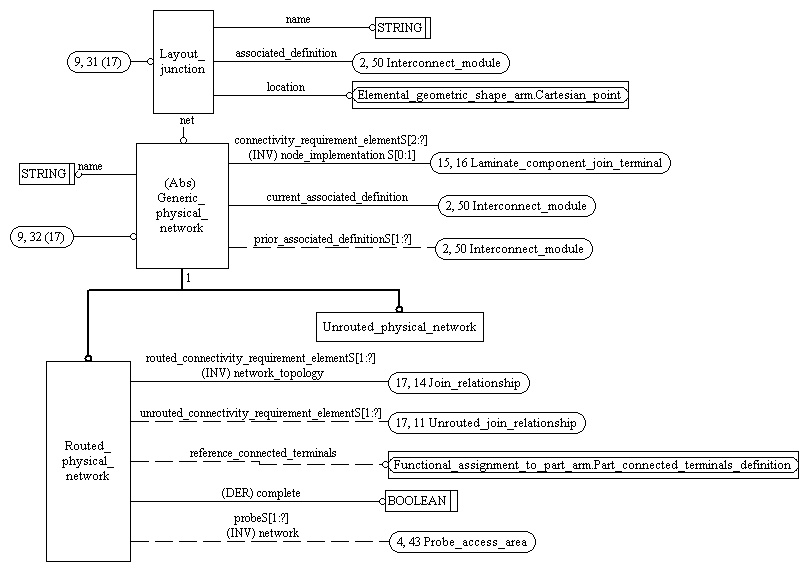 name
STRING
Layout_
junction
associated_definition
9, 31 (17)
2, 50 Interconnect_module
location
Elemental_geometric_shape_arm.Cartesian_point
net
connectivity_requirement_elementS[2:?]
(INV) node_implementation S[0:1]
15, 16 Laminate_component_join_terminal
name
STRING
(Abs)
Generic_
physical_
network
current_associated_definition
2, 50 Interconnect_module
9, 32 (17)
prior_associated_definitionS[1:?]
2, 50 Interconnect_module
1
Unrouted_physical_network
routed_connectivity_requirement_elementS[1:?]
(INV) network_topology
17, 14 Join_relationship
unrouted_connectivity_requirement_elementS[1:?]
17, 11 Unrouted_join_relationship
Routed_
physical_
network
reference_connected_terminals
Functional_assignment_to_part_arm.Part_connected_terminals_definition
(DER) complete
BOOLEAN
probeS[1:?]
(INV) network
4, 43 Probe_access_area